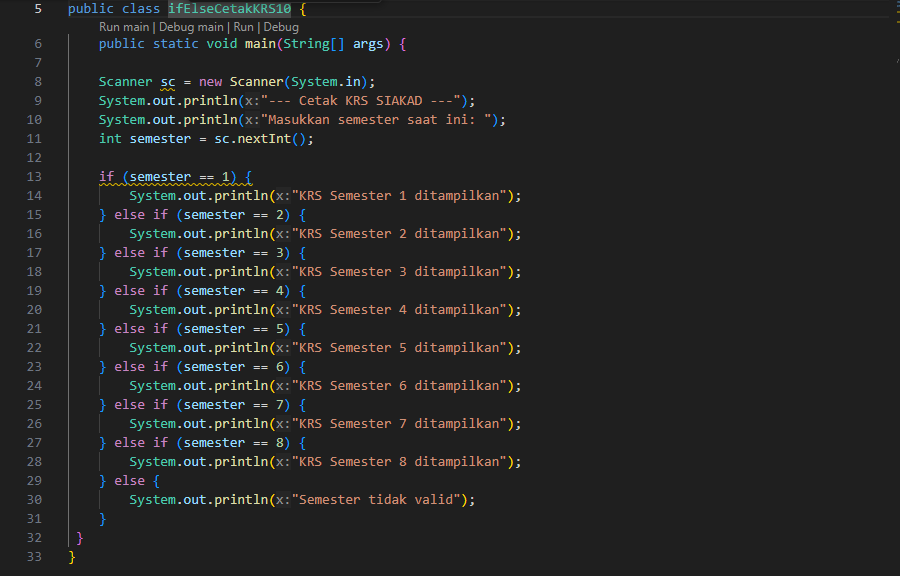 5 public class ifElseCetakKRS10 {
Run main | Debug main | Run | Debug
6 public static void main(String[] args) {
7
8 Scanner sc = new Scanner(System.in);
9 System.out.println(x:"--- Cetak KRS SIAKAD ---");
10 System.out.println(x:"Masukkan semester saat ini: ");
11 int semester = sc.nextInt();
12
13 if (semester == 1) {
14 System.out.println(x:"KRS Semester 1 ditampilkan");
15 } else if (semester == 2) {
16 System.out.println(x:"KRS Semester 2 ditampilkan");
17 } else if (semester == 3) {
18 System.out.println(x:"KRS Semester 3 ditampilkan");
19 } else if (semester == 4) {
20 System.out.println(x:"KRS Semester 4 ditampilkan");
21 } else if (semester == 5) {
22 System.out.println(x:"KRS Semester 5 ditampilkan");
23 } else if (semester == 6) {
24 System.out.println(x:"KRS Semester 6 ditampilkan");
25 } else if (semester == 7) {
26 System.out.println(x:"KRS Semester 7 ditampilkan");
27 } else if (semester == 8) {
28 System.out.println(x:"KRS Semester 8 ditampilkan");
29 } else {
30 System.out.println(x:"Semester tidak valid");
31 }
32 }
33 }